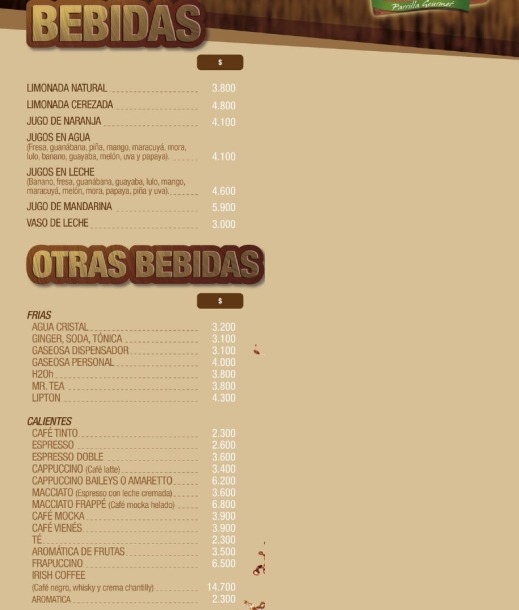 Parrilla Gourmet
BEBIDAS
$
LIMONADA NATURAL 3.800
LIMONADA CEREZADA 4.800
JUGO DE NARANJA 4.100
JUGOS EN AGUA
(Fresa, guanábana, piña, mango, maracuyá, mora,
lulo, banano, guayaba, melón, uva y papaya). 4.100
JUGOS EN LECHE
(Banano, fresa, guanábana, guayaba, lulo, mango,
maracuyá, melón, mora, papaya, piña y uva). 4.600
JUGO DE MANDARINA 5.900
VASO DE LECHE 3.000
OTRAS BEBIDAS
$
FRIAS
AGUA CRISTAL 3.200
GINGER, SODA, TÓNICA 3.100
GASEOSA DISPENSADOR 3.100
GASEOSA PERSONAL 4.000
H2Oh 3.800
MR. TEA 3.800
LIPTON 4.300
CALIENTES
CAFÉ TINTO 2.300
ESPRESSO 2.600
ESPRESSO DOBLE 3.600
CAPPUCCINO (Café latte) 3.400
CAPPUCCINO BAILEYS O AMARETTO 6.200
MACCIATO (Espresso con leche cremada) 3.600
MACCIATO FRAPPÉ (Café mocka helado) 6.800
CAFÉ MOCKA 3.900
CAFÉ VIENÉS 3.900
TÉ 2.300
AROMÁTICA DE FRUTAS 3.500
FRAPUCCINO 6.500
IRISH COFFEE
(Café negro, whisky y crema chantilly) 14.700
AROMATICA 2.300